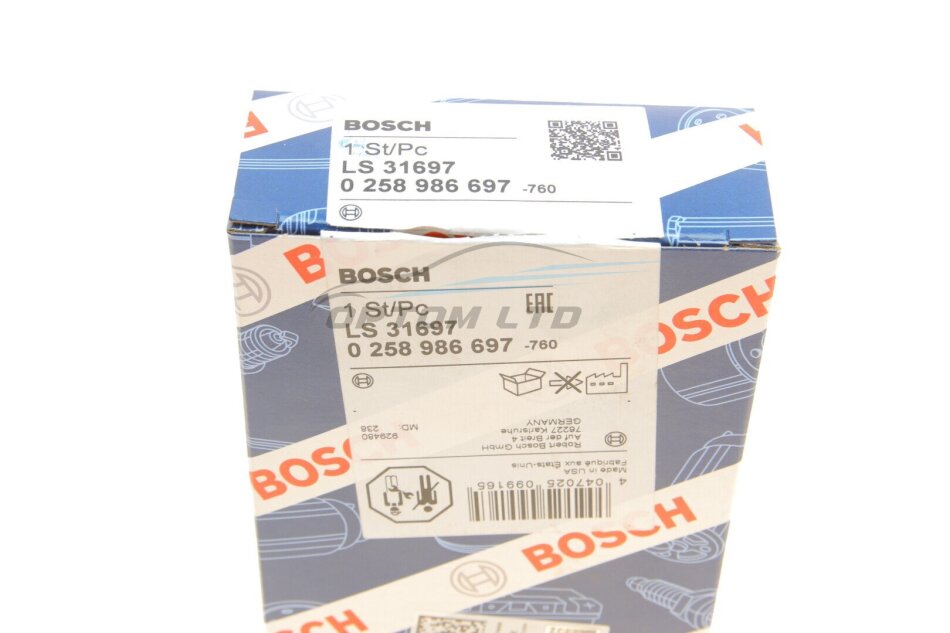 BOSCH
1 St/Pc
LS 31697
0 258 986 697 -760
BOSCH
1 St/Pc
EAC
LS 31697
OPTOM LTD
0 258 986 697 -760
BOSCH
929480
MD: 238
Robert Bosch GmbH
Auf der Breit 4
76227 Karlsruhe
GERMANY
Made in USA
Fabriqué aux États-Unis
4 047025 099165
BOSCH
BOSCH